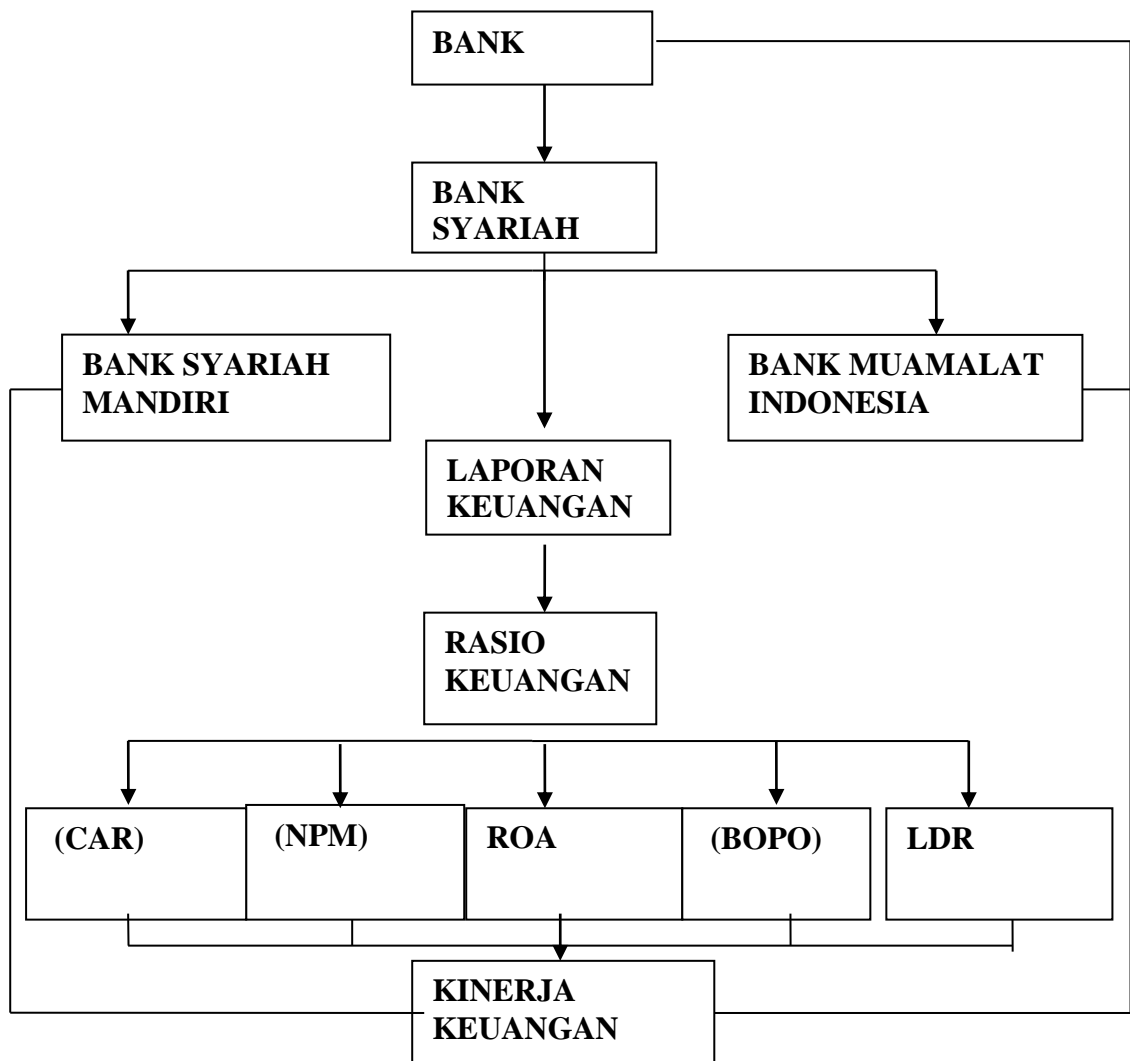 BANK
BANK
SYARIAH
BANK SYARIAH
MANDIRI
BANK MUAMALAT
INDONESIA
LAPORAN
KEUANGAN
RASIO
KEUANGAN
(CAR)
(NPM)
ROA
(BOPO)
LDR
KINERJA
KEUANGAN